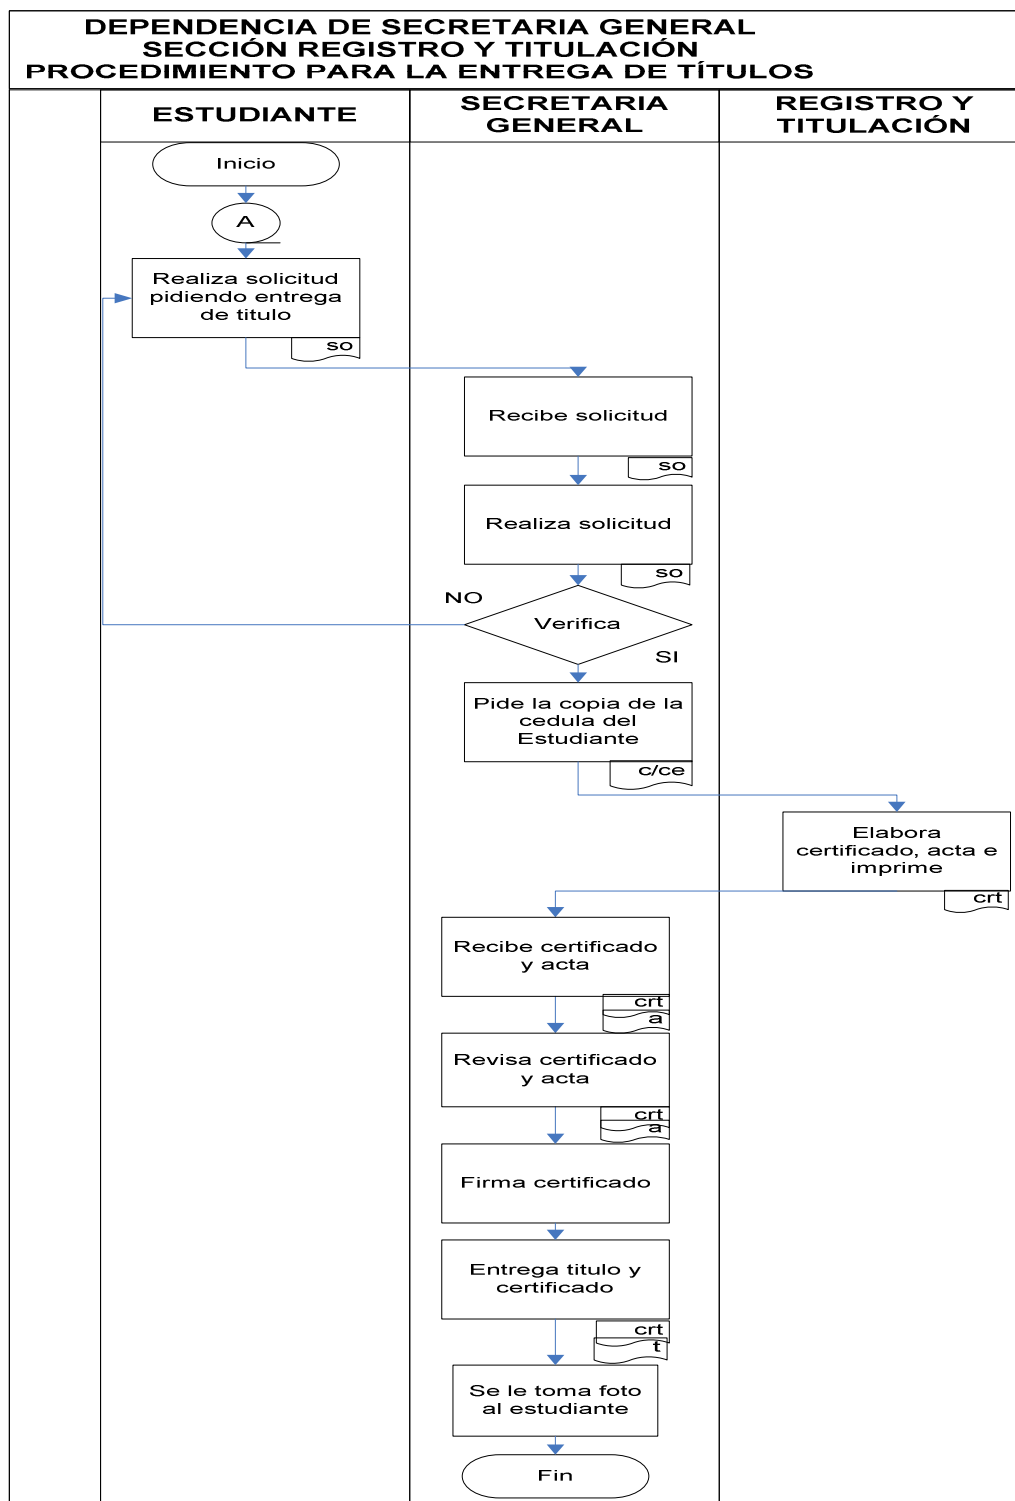 DEPENDENCIA DE SECRETARIA GENERAL
SECCIÓN REGISTRO Y TITULACIÓN
PROCEDIMIENTO PARA LA ENTREGA DE TÍTULOS
ESTUDIANTE
SECRETARIA
GENERAL
REGISTRO Y
TITULACIÓN
Inicio
A
Realiza solicitud
pidiendo entrega
de titulo
so
Recibe solicitud
so
Realiza solicitud
so
NO
Verifica
SI
Pide la copia de la
cedula del
Estudiante
c/ce
Elabora
certificado, acta e
imprime
crt
Recibe certificado
y acta
crt
a
Revisa certificado
y acta
crt
a
Firma certificado
Entrega titulo y
certificado
crt
t
Se le toma foto
al estudiante
Fin